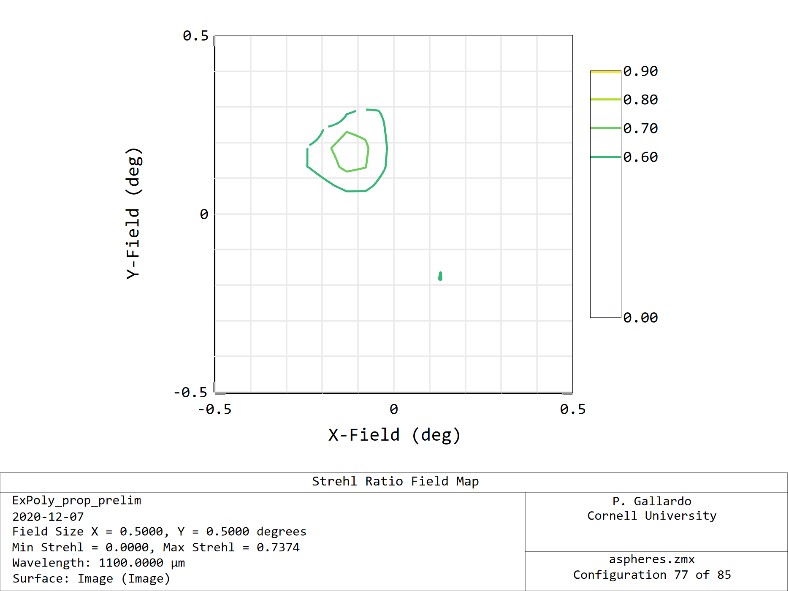 0.5
0.90
0.80
0.70
0.60
Y-Field (deg)
0
0.00
-0.5
-0.5
0
0.5
X-Field (deg)
Strehl Ratio Field Map
ExPoly_prop_prelim
2020-12-07
Field Size X = 0.5000, Y = 0.5000 degrees
Min Strehl = 0.0000, Max Strehl = 0.7374
Wavelength: 1100.0000 µm
Surface: Image (Image)
P. Gallardo
Cornell University
aspheres.zmx
Configuration 77 of 85